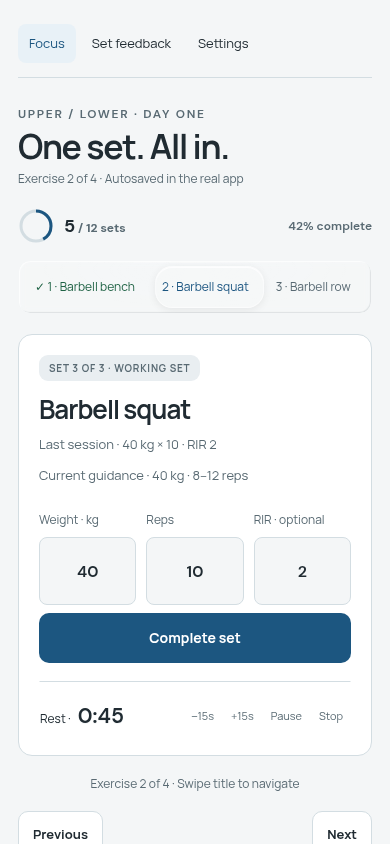 Focus Set feedback Settings
UPPER / LOWER · DAY ONE
One set. All in.
Exercise 2 of 4 · Autosaved in the real app
5 / 12 sets 42% complete
✓ 1 · Barbell bench 2 · Barbell squat 3 · Barbell row
SET 3 OF 3 · WORKING SET
Barbell squat
Last session · 40 kg × 10 · RIR 2
Current guidance · 40 kg · 8–12 reps
Weight · kg Reps RIR · optional
40 10 2
Complete set
Rest · 0:45 −15s +15s Pause Stop
Exercise 2 of 4 · Swipe title to navigate
Previous Next